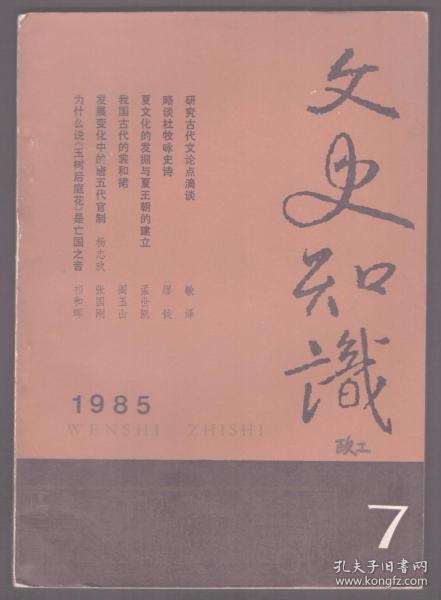 文史知識
政工
研究古代文论点滴谈 敏泽
略谈杜牧咏史诗 缪钺
夏文化的发掘与夏王朝的建立 孟世凯
我国古代的裳和裙 阎玉山
发展变化中的唐五代官制 杨志玖 张国刚
为什么说《玉树后庭花》是亡国之音 祁和晖
1985
WENSHI ZHISHI
7
孔夫子旧书网
www.kongfz.com